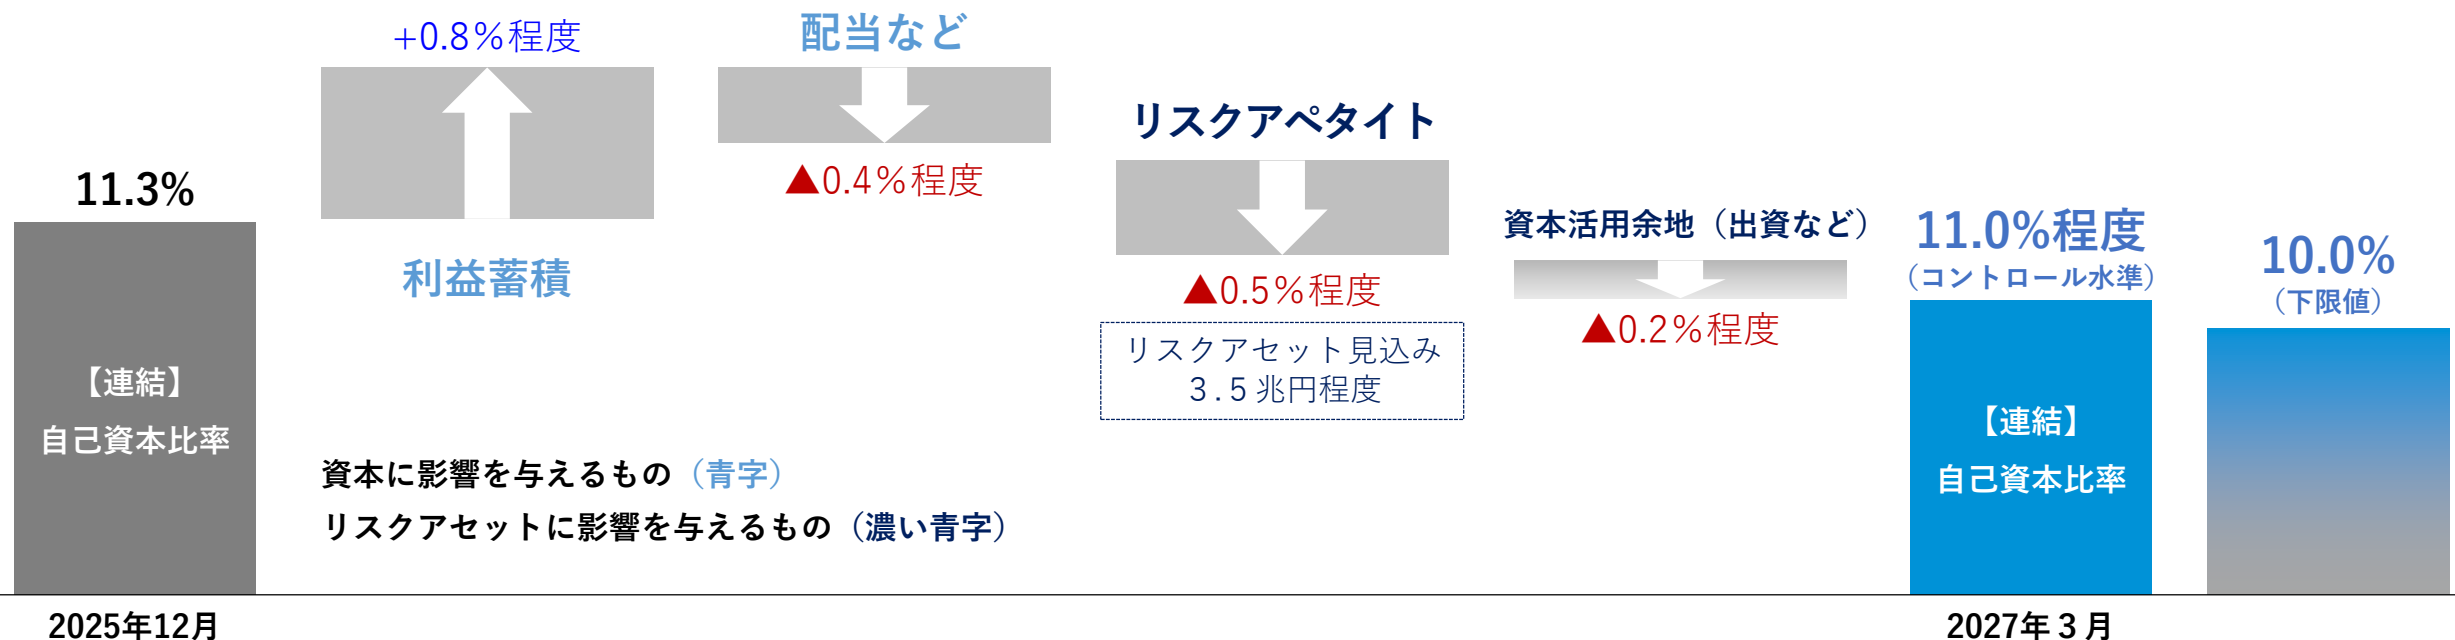 11.3%
【連結】
自己資本比率
2025年12月
+0.8%程度
利益蓄積
配当など
▲0.4%程度
リスクアペタイト
▲0.5%程度
リスクアセット見込み
３.５兆円程度
資本活用余地（出資など）
▲0.2%程度
11.0%程度
（コントロール水準）
【連結】
自己資本比率
2027年３月
10.0%
（下限値）
資本に影響を与えるもの（青字）
リスクアセットに影響を与えるもの（濃い青字）